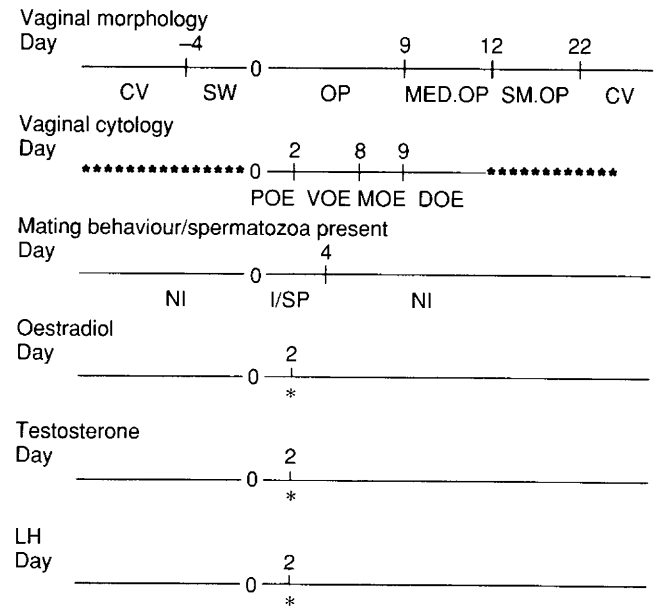 Vaginal morphology
Day −4 0 9 12 22
CV SW OP MED.OP SM.OP CV
Vaginal cytology
Day 2 8 9
****************** 0 *************
POE VOE MOE DOE
Mating behaviour/spermatozoa present
Day 4
0
NI I/SP NI
Oestradiol
Day 2
0
*
Testosterone
Day 2
0
*
LH
Day 2
0
*